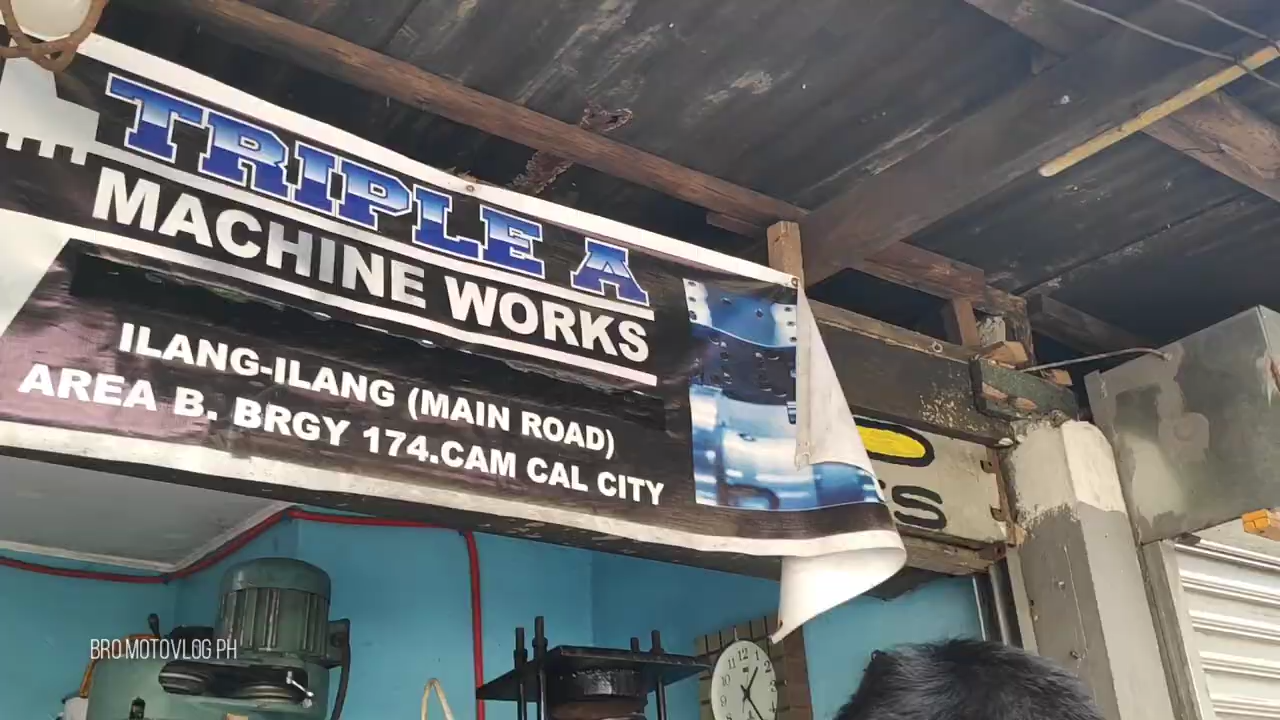 TRIPLE A
MACHINE WORKS
ILANG-ILANG (MAIN ROAD)
AREA B. BRGY 174.CAM CAL CITY
BRO MOTOVLOG PH